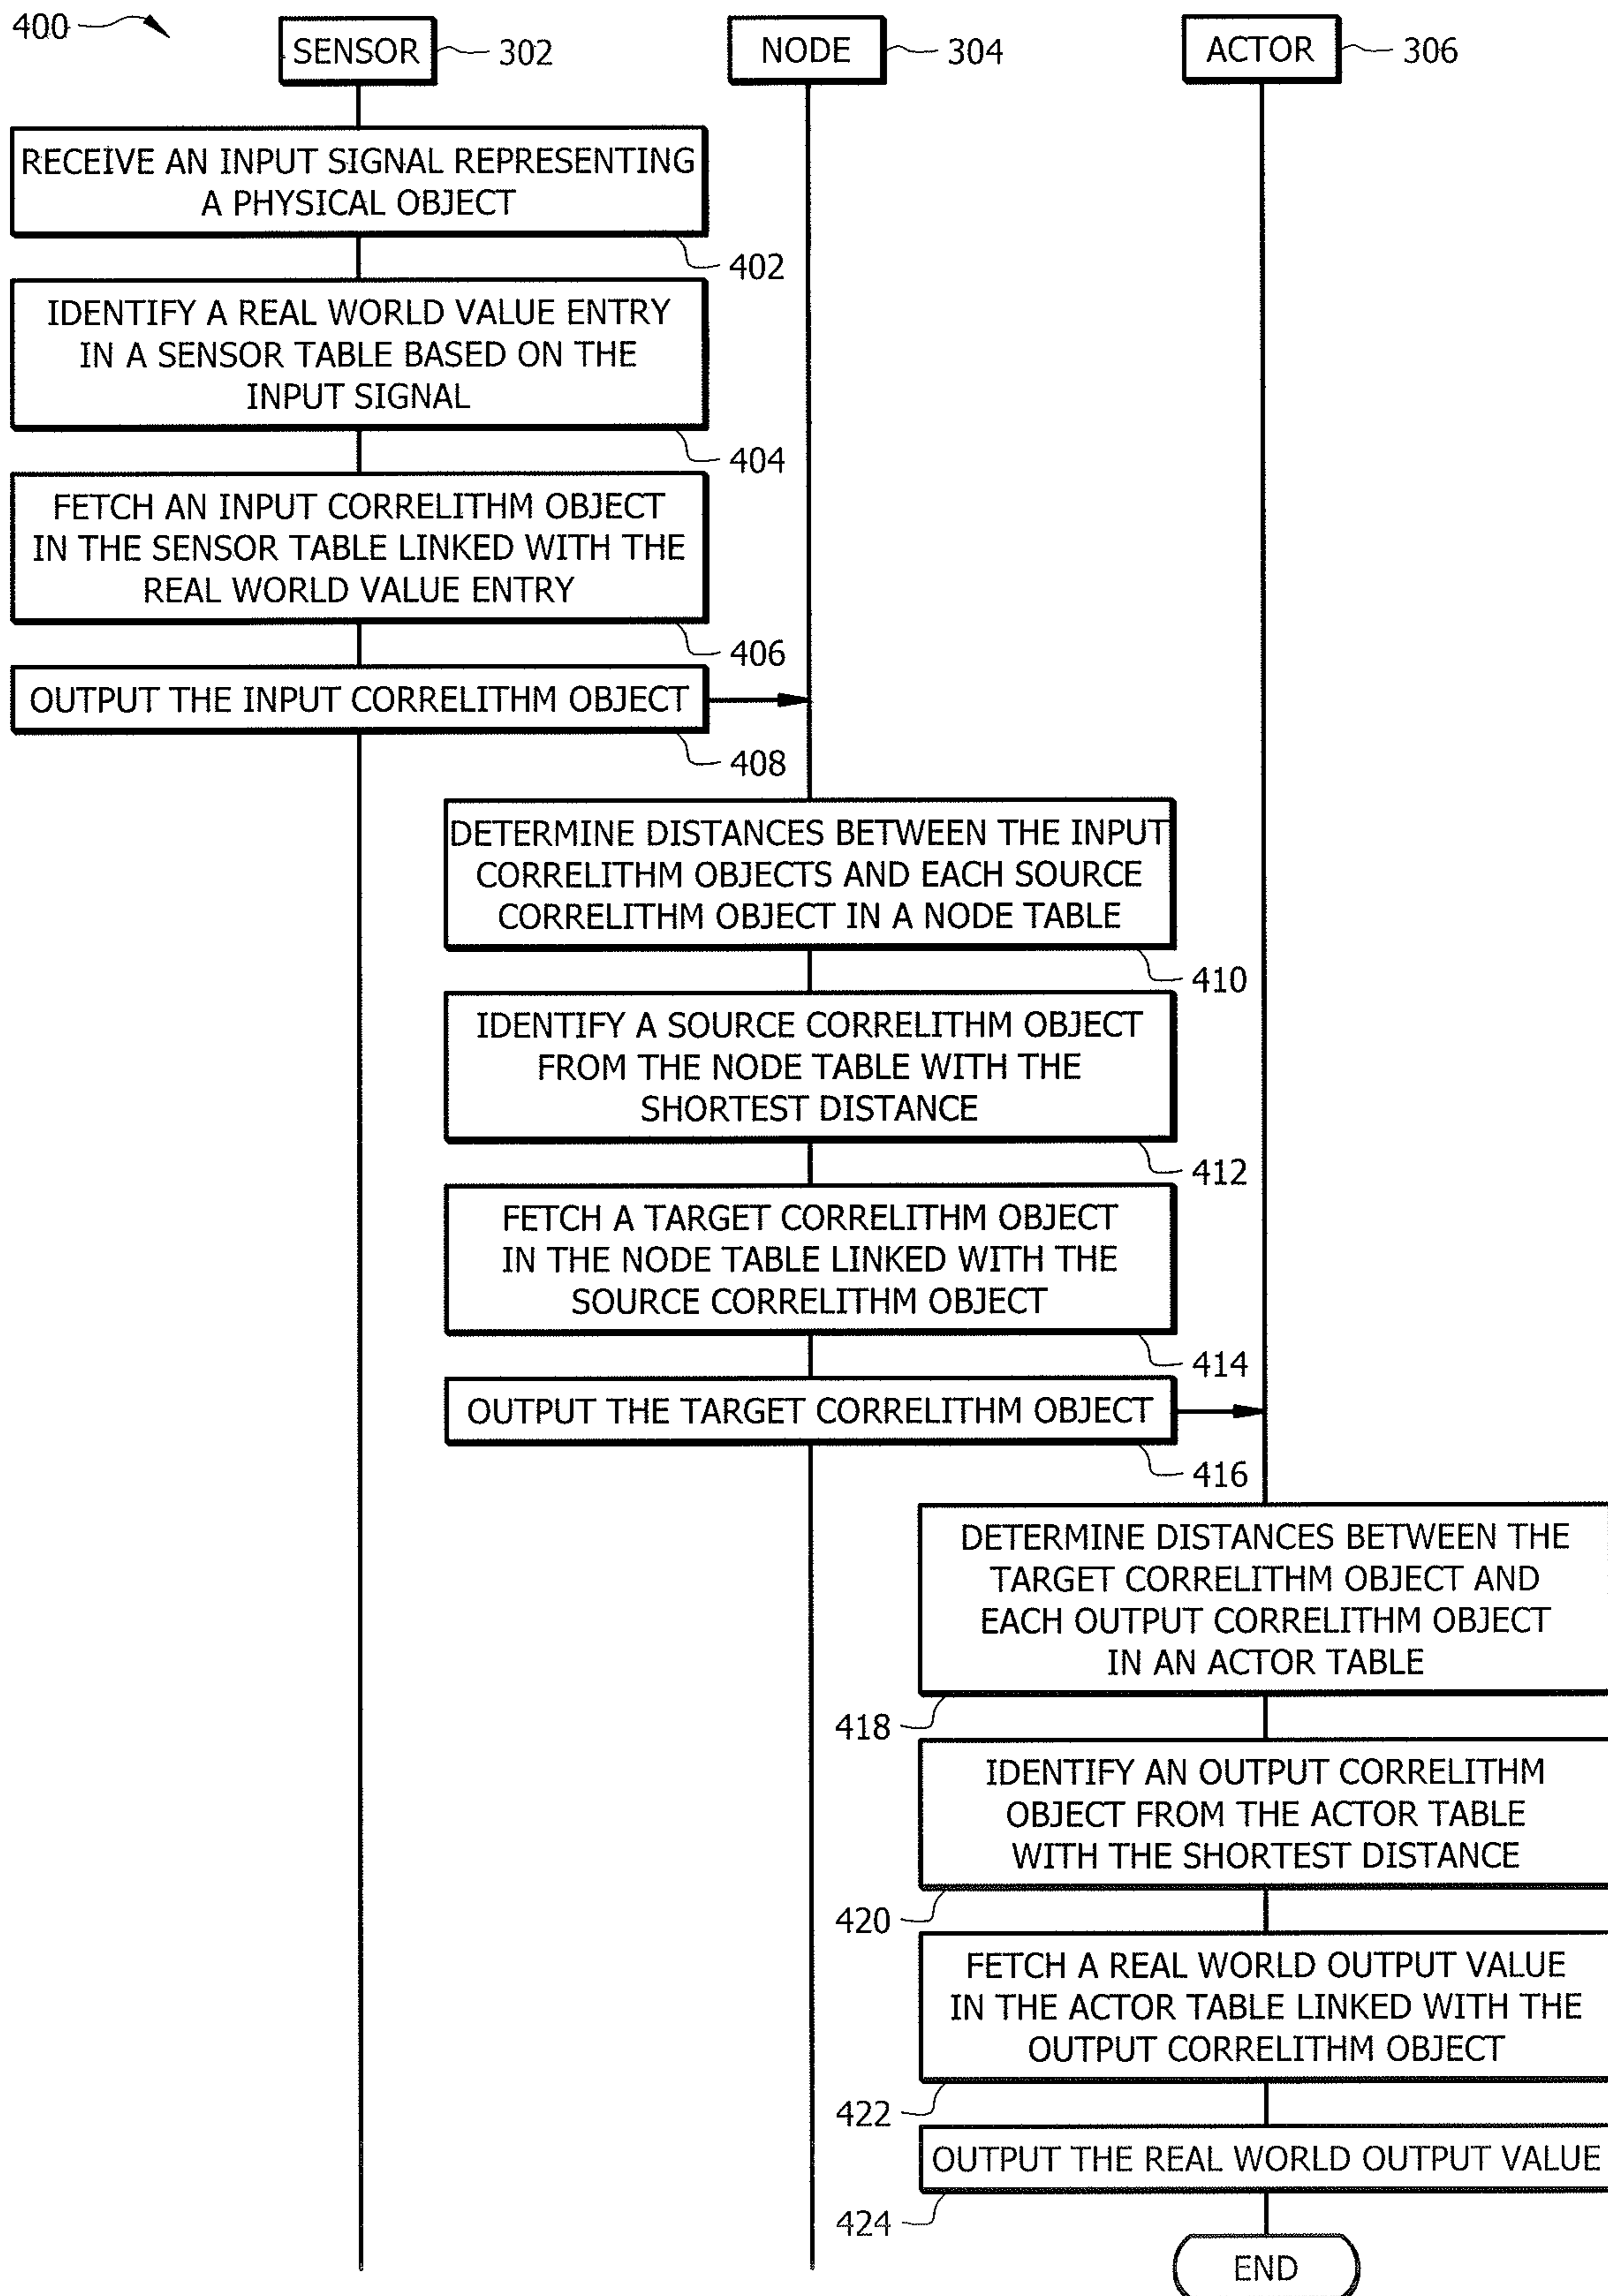 400
SENSOR
302
NODE
304
ACTOR
306
RECEIVE AN INPUT SIGNAL REPRESENTING
A PHYSICAL OBJECT
402
IDENTIFY A REAL WORLD VALUE ENTRY
IN A SENSOR TABLE BASED ON THE
INPUT SIGNAL
404
FETCH AN INPUT CORRELITHM OBJECT
IN THE SENSOR TABLE LINKED WITH THE
REAL WORLD VALUE ENTRY
406
OUTPUT THE INPUT CORRELITHM OBJECT
408
DETERMINE DISTANCES BETWEEN THE INPUT
CORRELITHM OBJECTS AND EACH SOURCE
CORRELITHM OBJECT IN A NODE TABLE
410
IDENTIFY A SOURCE CORRELITHM OBJECT
FROM THE NODE TABLE WITH THE
SHORTEST DISTANCE
412
FETCH A TARGET CORRELITHM OBJECT
IN THE NODE TABLE LINKED WITH THE
SOURCE CORRELITHM OBJECT
414
OUTPUT THE TARGET CORRELITHM OBJECT
416
DETERMINE DISTANCES BETWEEN THE
TARGET CORRELITHM OBJECT AND
EACH OUTPUT CORRELITHM OBJECT
IN AN ACTOR TABLE
418
IDENTIFY AN OUTPUT CORRELITHM
OBJECT FROM THE ACTOR TABLE
WITH THE SHORTEST DISTANCE
420
FETCH A REAL WORLD OUTPUT VALUE
IN THE ACTOR TABLE LINKED WITH THE
OUTPUT CORRELITHM OBJECT
422
OUTPUT THE REAL WORLD OUTPUT VALUE
424
END